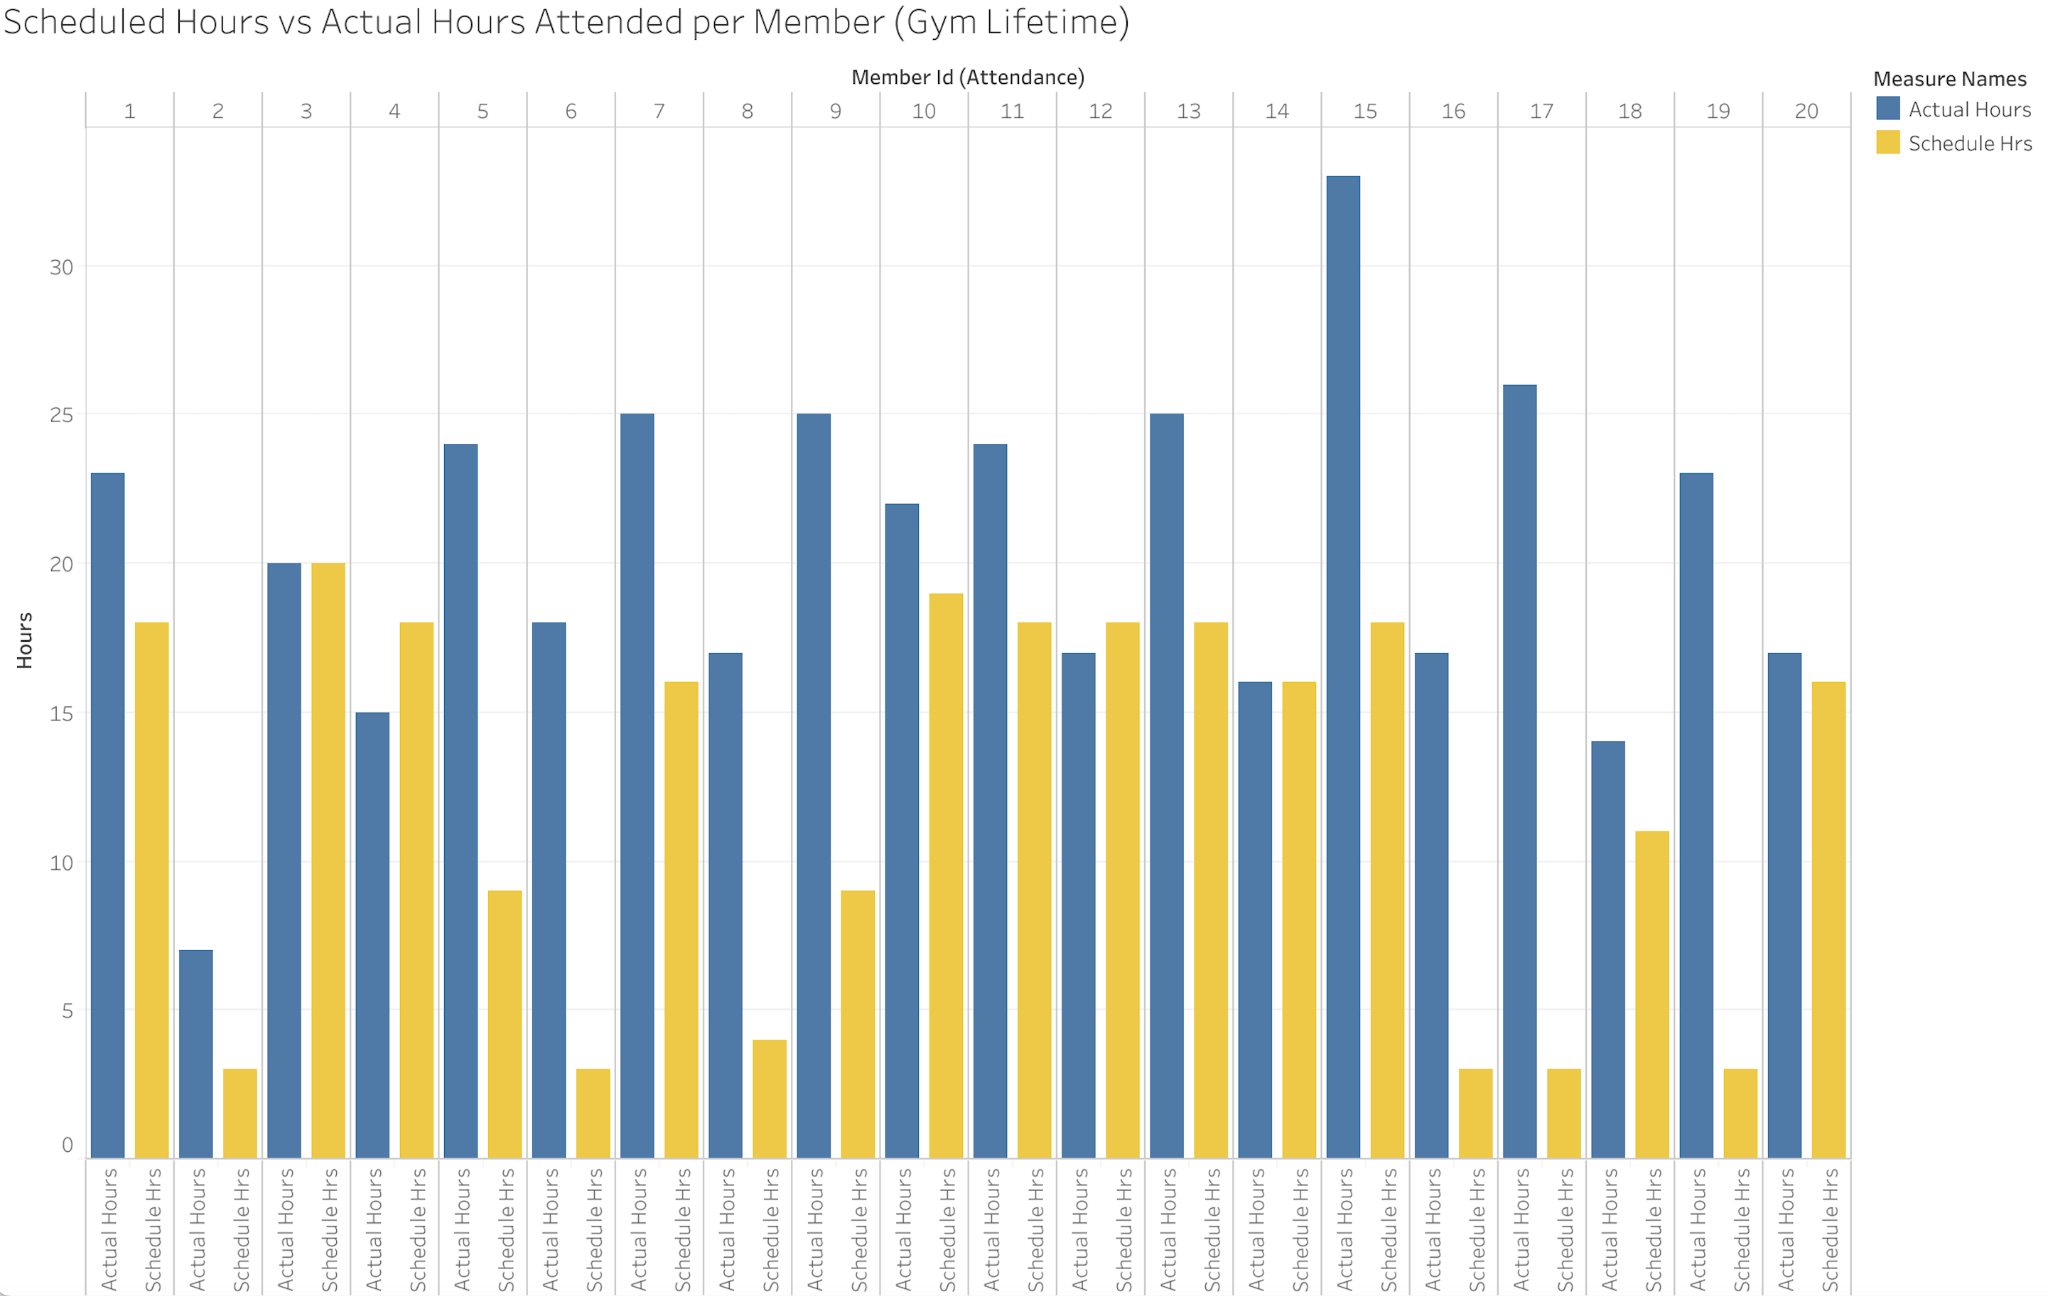 Scheduled Hours vs Actual Hours Attended per Member (Gym Lifetime)
Member Id (Attendance)
1 2 3 4 5 6 7 8 9 10 11 12 13 14 15 16 17 18 19 20
Measure Names
Actual Hours
Schedule Hrs
30
25
20
15
10
5
0
Hours
Actual Hours
Schedule Hrs
Actual Hours
Schedule Hrs
Actual Hours
Schedule Hrs
Actual Hours
Schedule Hrs
Actual Hours
Schedule Hrs
Actual Hours
Schedule Hrs
Actual Hours
Schedule Hrs
Actual Hours
Schedule Hrs
Actual Hours
Schedule Hrs
Actual Hours
Schedule Hrs
Actual Hours
Schedule Hrs
Actual Hours
Schedule Hrs
Actual Hours
Schedule Hrs
Actual Hours
Schedule Hrs
Actual Hours
Schedule Hrs
Actual Hours
Schedule Hrs
Actual Hours
Schedule Hrs
Actual Hours
Schedule Hrs
Actual Hours
Schedule Hrs
Actual Hours
Schedule Hrs